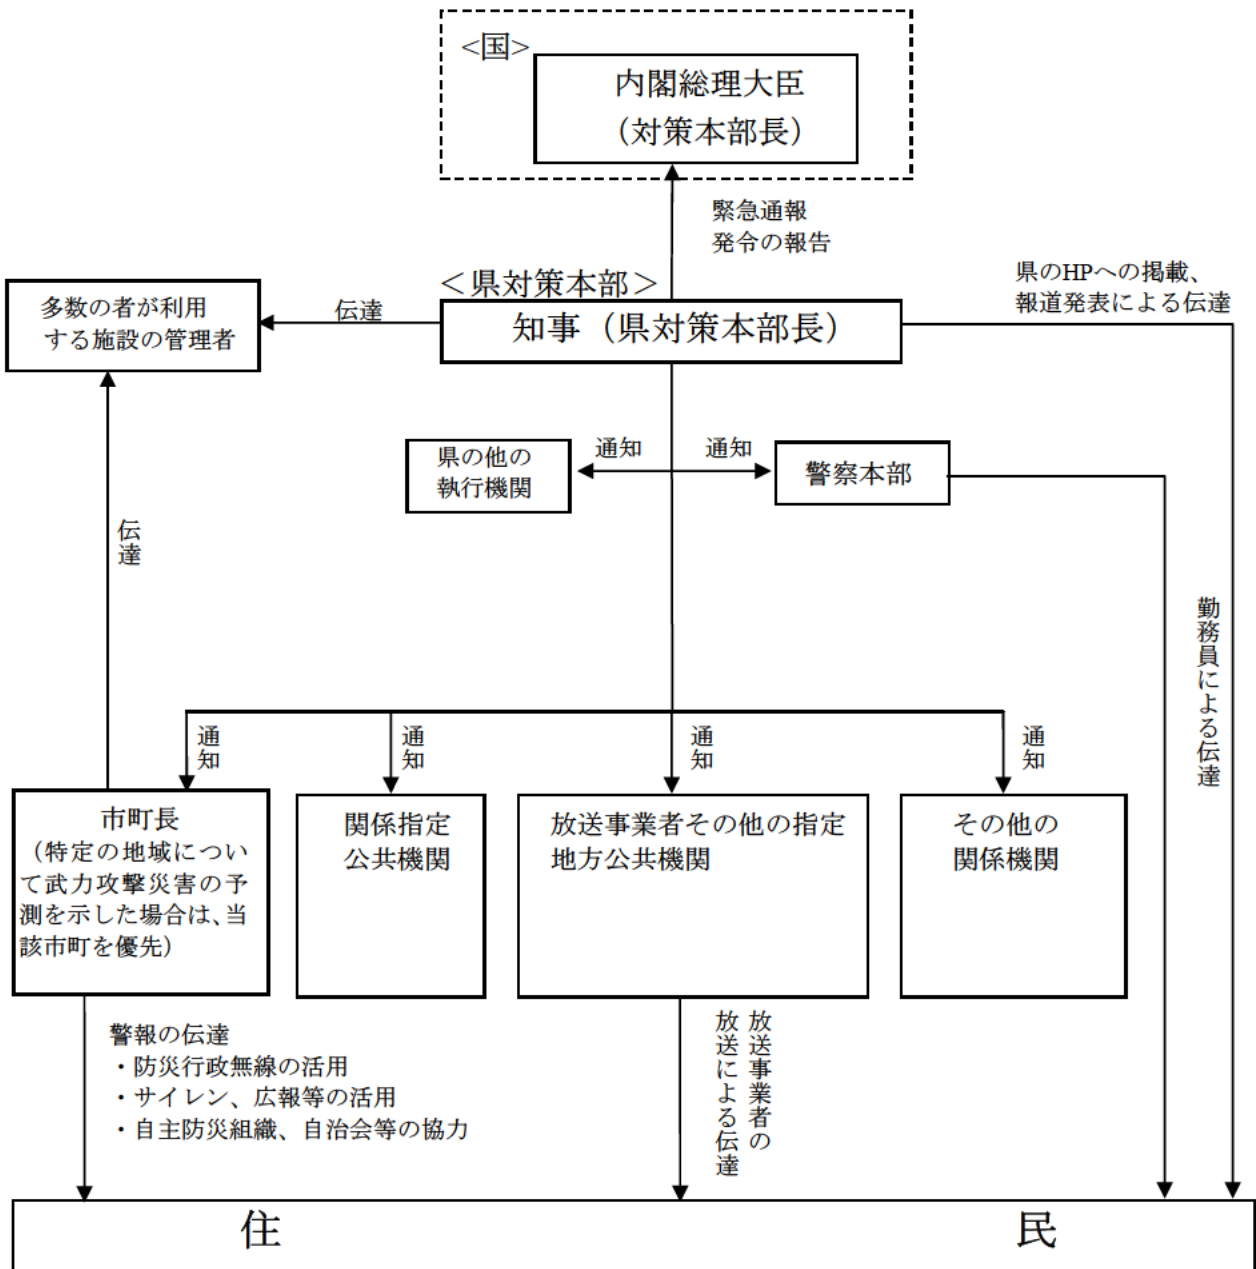 <国>
内閣総理大臣
（対策本部長）
緊急通報
発令の報告
＜県対策本部＞
県のHPへの掲載、
報道発表による伝達
多数の者が利用
する施設の管理者
伝達
知事（県対策本部長）
通知
通知
県の他の
執行機関
警察本部
伝達
勤務員による伝達
通知
通知
通知
通知
市町長
（特定の地域につい
て武力攻撃災害の予
測を示した場合は、当
該市町を優先）
関係指定
公共機関
放送事業者その他の指定
地方公共機関
その他の
関係機関
警報の伝達
・防災行政無線の活用
・サイレン、広報等の活用
・自主防災組織、自治会等の協力
放送事業者の
放送による伝達
住民